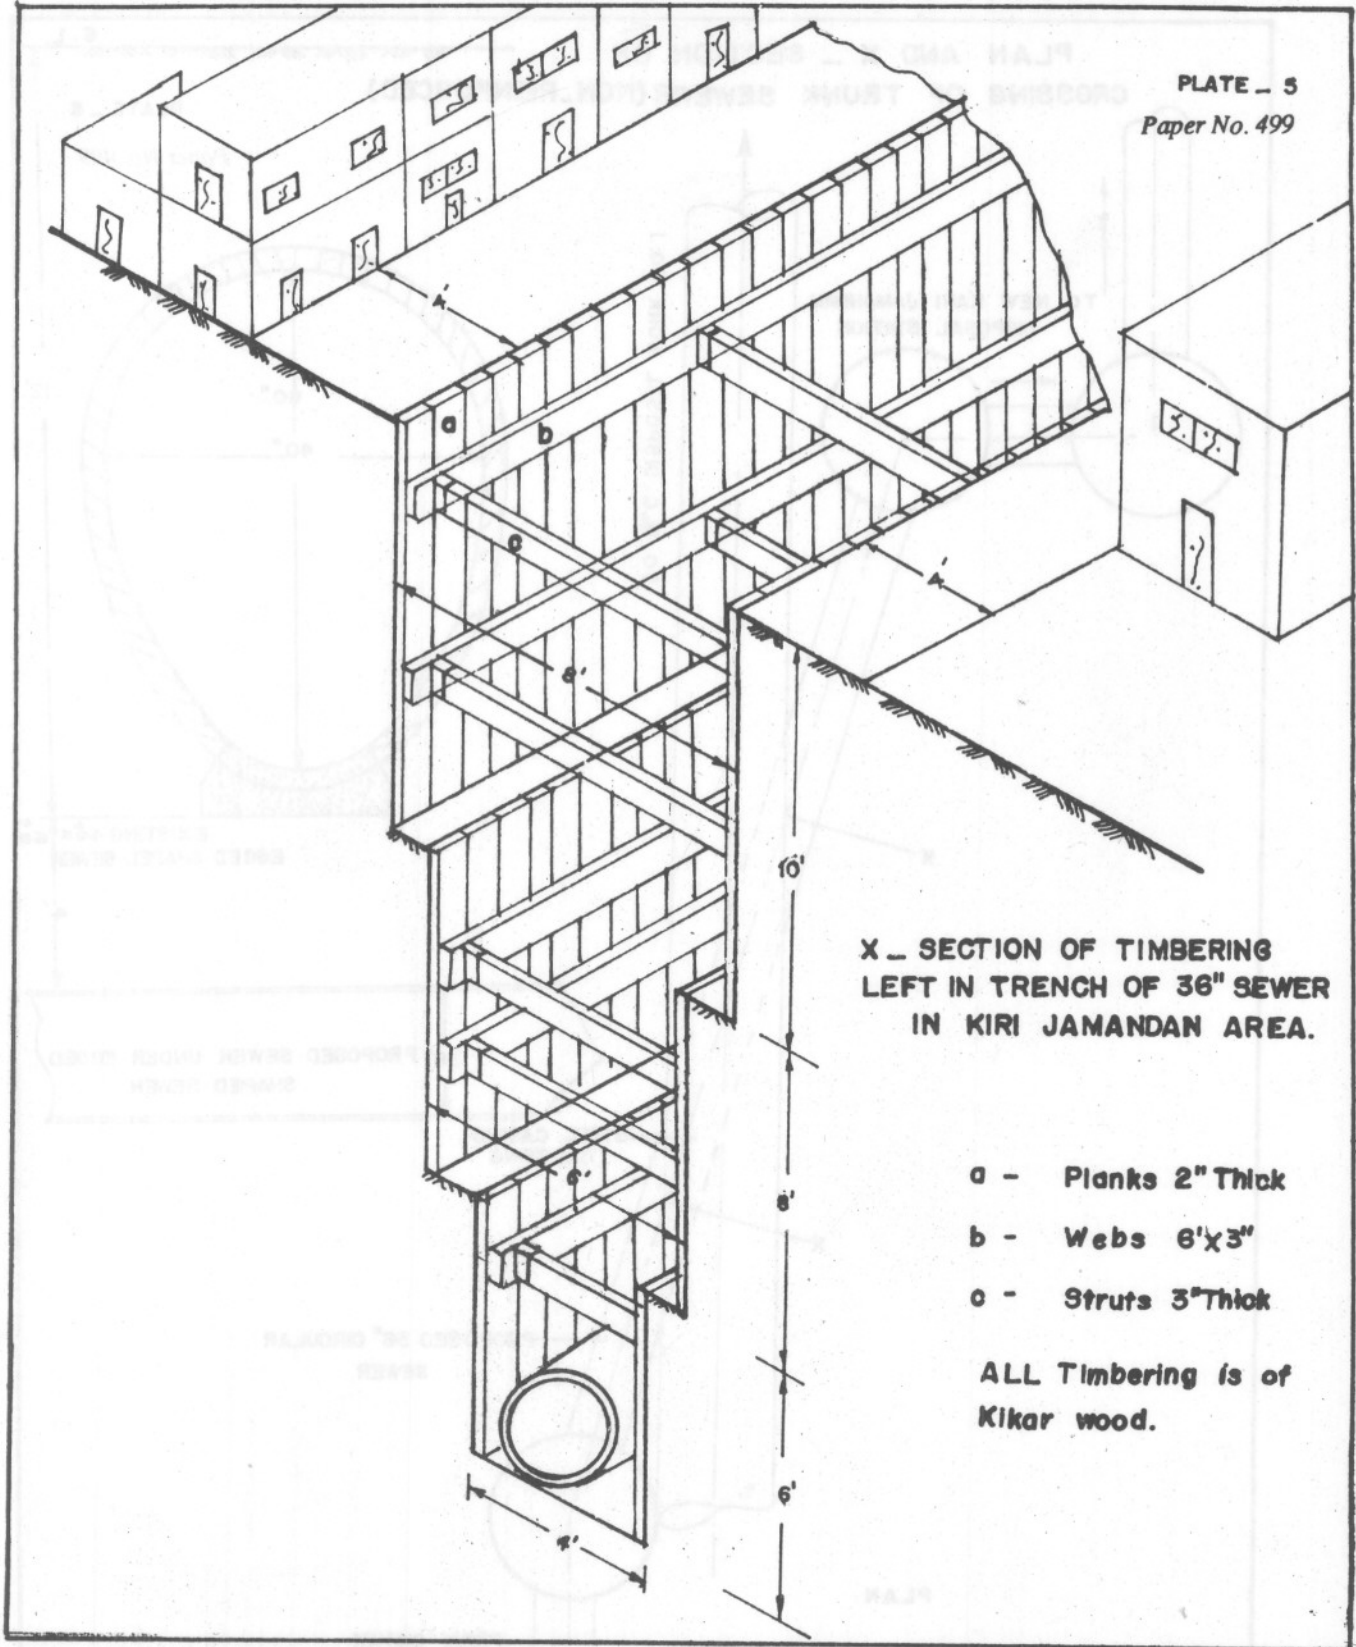 PLATE _ 5
Paper No. 499
4'
a
b
c
4'
8'
10'
X _ SECTION OF TIMBERING
LEFT IN TRENCH OF 36" SEWER
IN KIRI JAMANDAN AREA.
a - Planks 2" Thick
6'
8'
b - Webs 6'x3"
c - Struts 3" Thick
ALL Timbering is of
Kikar wood.
6'